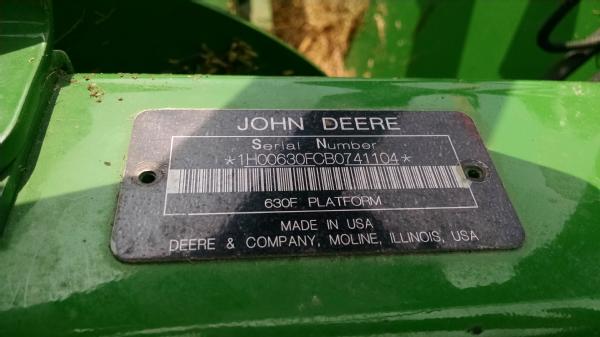 JOHN DEERE
Serial Number
*1H00630FCB0741104*
630F PLATFORM
MADE IN USA
DEERE & COMPANY, MOLINE, ILLINOIS, USA